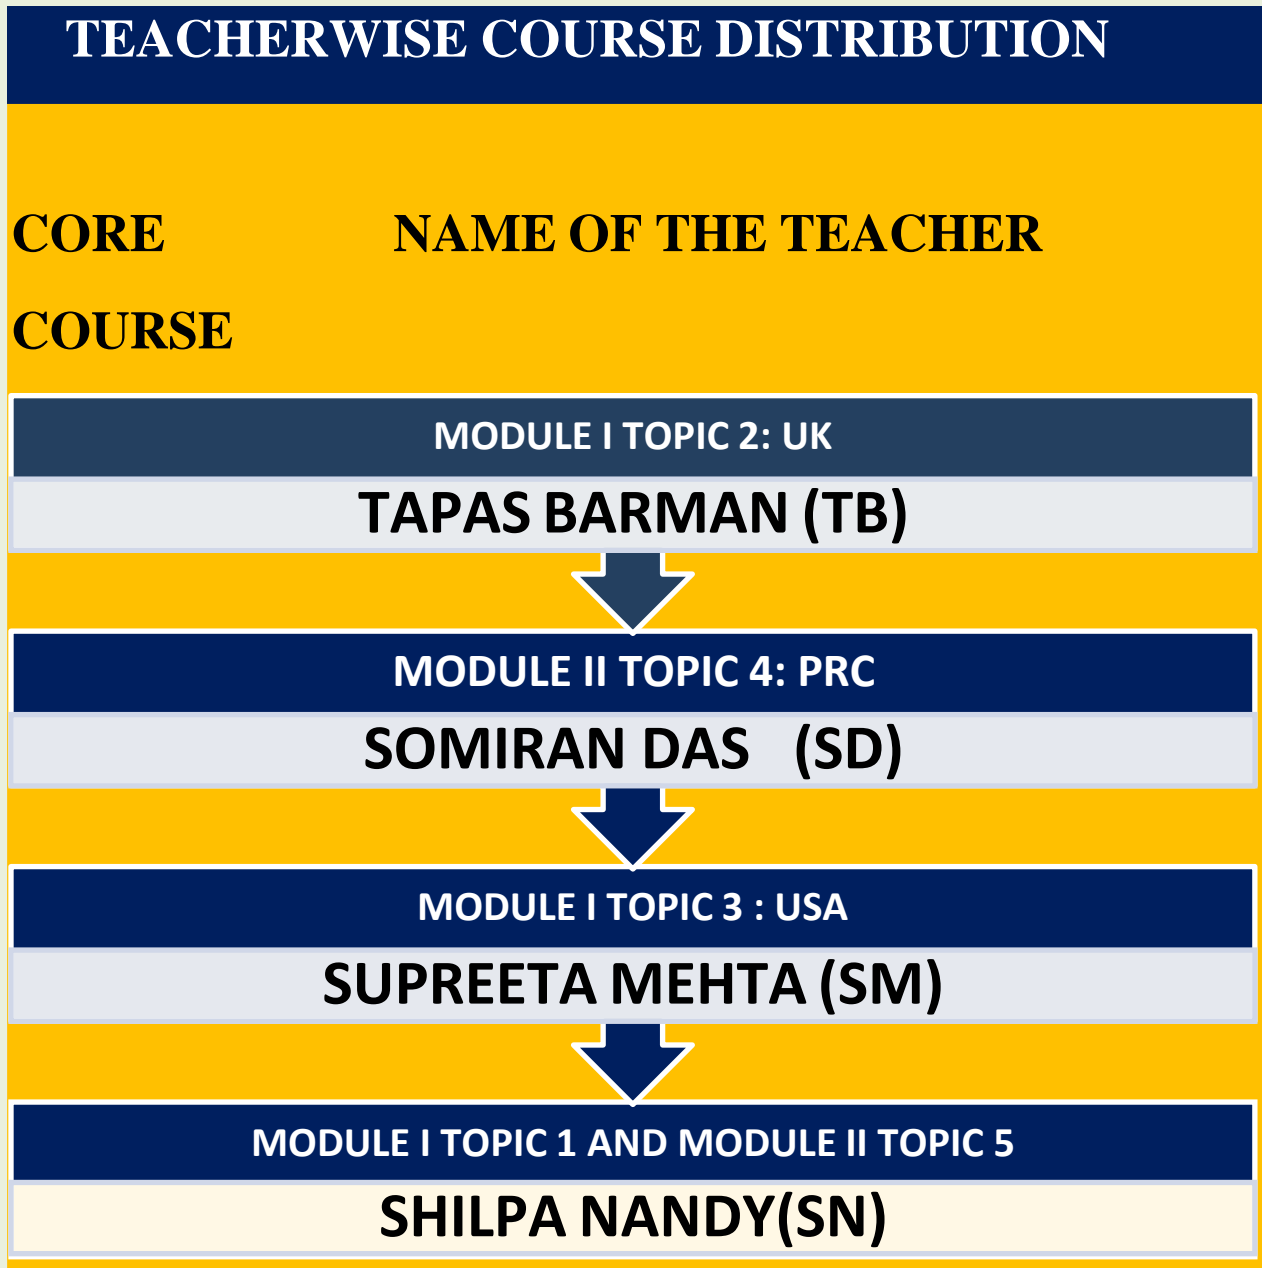 TEACHERWISE COURSE DISTRIBUTION
CORE NAME OF THE TEACHER
COURSE
MODULE I TOPIC 2: UK
TAPAS BARMAN (TB)
MODULE II TOPIC 4: PRC
SOMIRAN DAS (SD)
MODULE I TOPIC 3 : USA
SUPREETA MEHTA (SM)
MODULE I TOPIC 1 AND MODULE II TOPIC 5
SHILPA NANDY(SN)